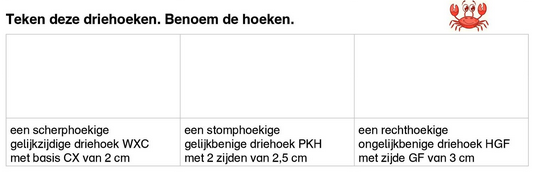 Teken deze driehoeken. Benoem de hoeken.
een scherphoekige
gelijkzijdige driehoek WXC
met basis CX van 2 cm
een stomphoekige
gelijkbenige driehoek PKH
met 2 zijden van 2,5 cm
een rechthoekige
ongelijkbenige driehoek HGF
met zijde GF van 3 cm